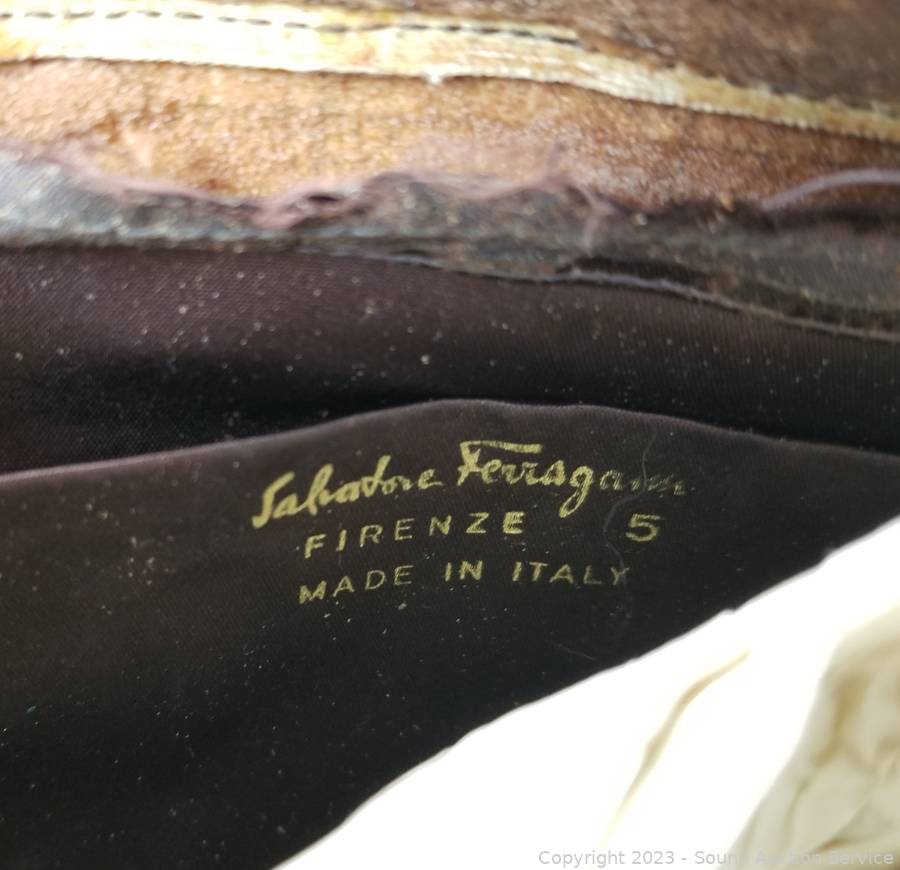 Salvatore Ferragamo
FIRENZE 5
MADE IN ITALY
Copyright 2023 - Sound Auction Service